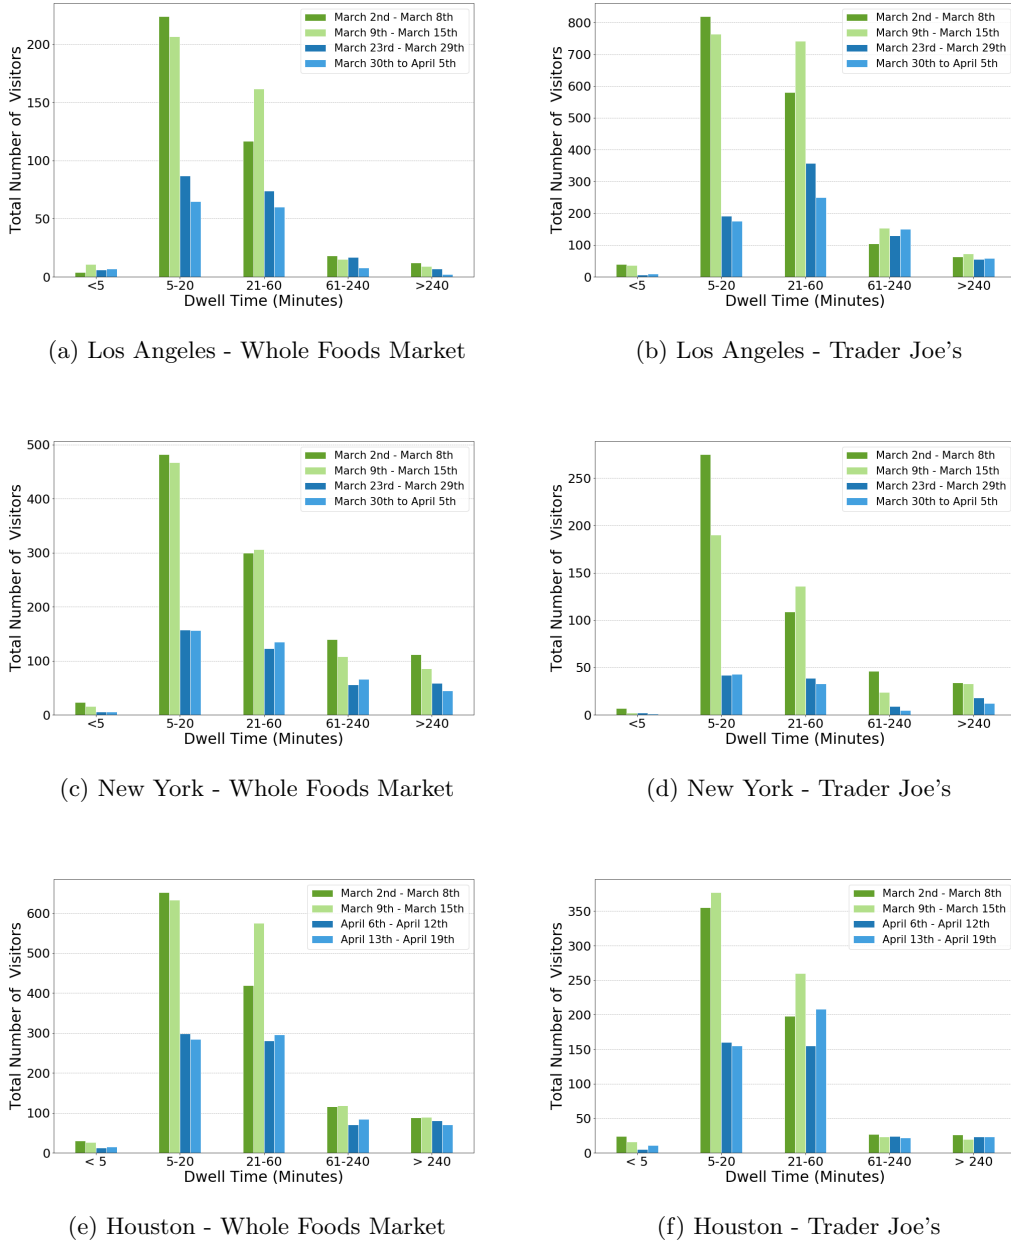 March 2nd - March 8th
March 9th - March 15th
March 23rd - March 29th
March 30th to April 5th
Total Number of  Visitors
200
150
100
50
0
<5 5-20 21-60 61-240 >240
Dwell Time (Minutes)
(a) Los Angeles - Whole Foods Market
March 2nd - March 8th
March 9th - March 15th
March 23rd - March 29th
March 30th to April 5th
Total Number of  Visitors
800
700
600
500
400
300
200
100
0
<5 5-20 21-60 61-240 >240
Dwell Time (Minutes)
(b) Los Angeles - Trader Joe's
March 2nd - March 8th
March 9th - March 15th
March 23rd - March 29th
March 30th to April 5th
Total Number of  Visitors
500
400
300
200
100
0
<5 5-20 21-60 61-240 >240
Dwell Time (Minutes)
(c) New York - Whole Foods Market
March 2nd - March 8th
March 9th - March 15th
March 23rd - March 29th
March 30th to April 5th
Total Number of  Visitors
250
200
150
100
50
0
<5 5-20 21-60 61-240 >240
Dwell Time (Minutes)
(d) New York - Trader Joe's
March 2nd - March 8th
March 9th - March 15th
April 6th - April 12th
April 13th - April 19th
Total Number of  Visitors
600
500
400
300
200
100
0
< 5 5-20 21-60 61-240 > 240
Dwell Time (Minutes)
(e) Houston - Whole Foods Market
March 2nd - March 8th
March 9th - March 15th
April 6th - April 12th
April 13th - April 19th
Total Number of  Visitors
350
300
250
200
150
100
50
0
< 5 5-20 21-60 61-240 > 240
Dwell Time (Minutes)
(f) Houston - Trader Joe's